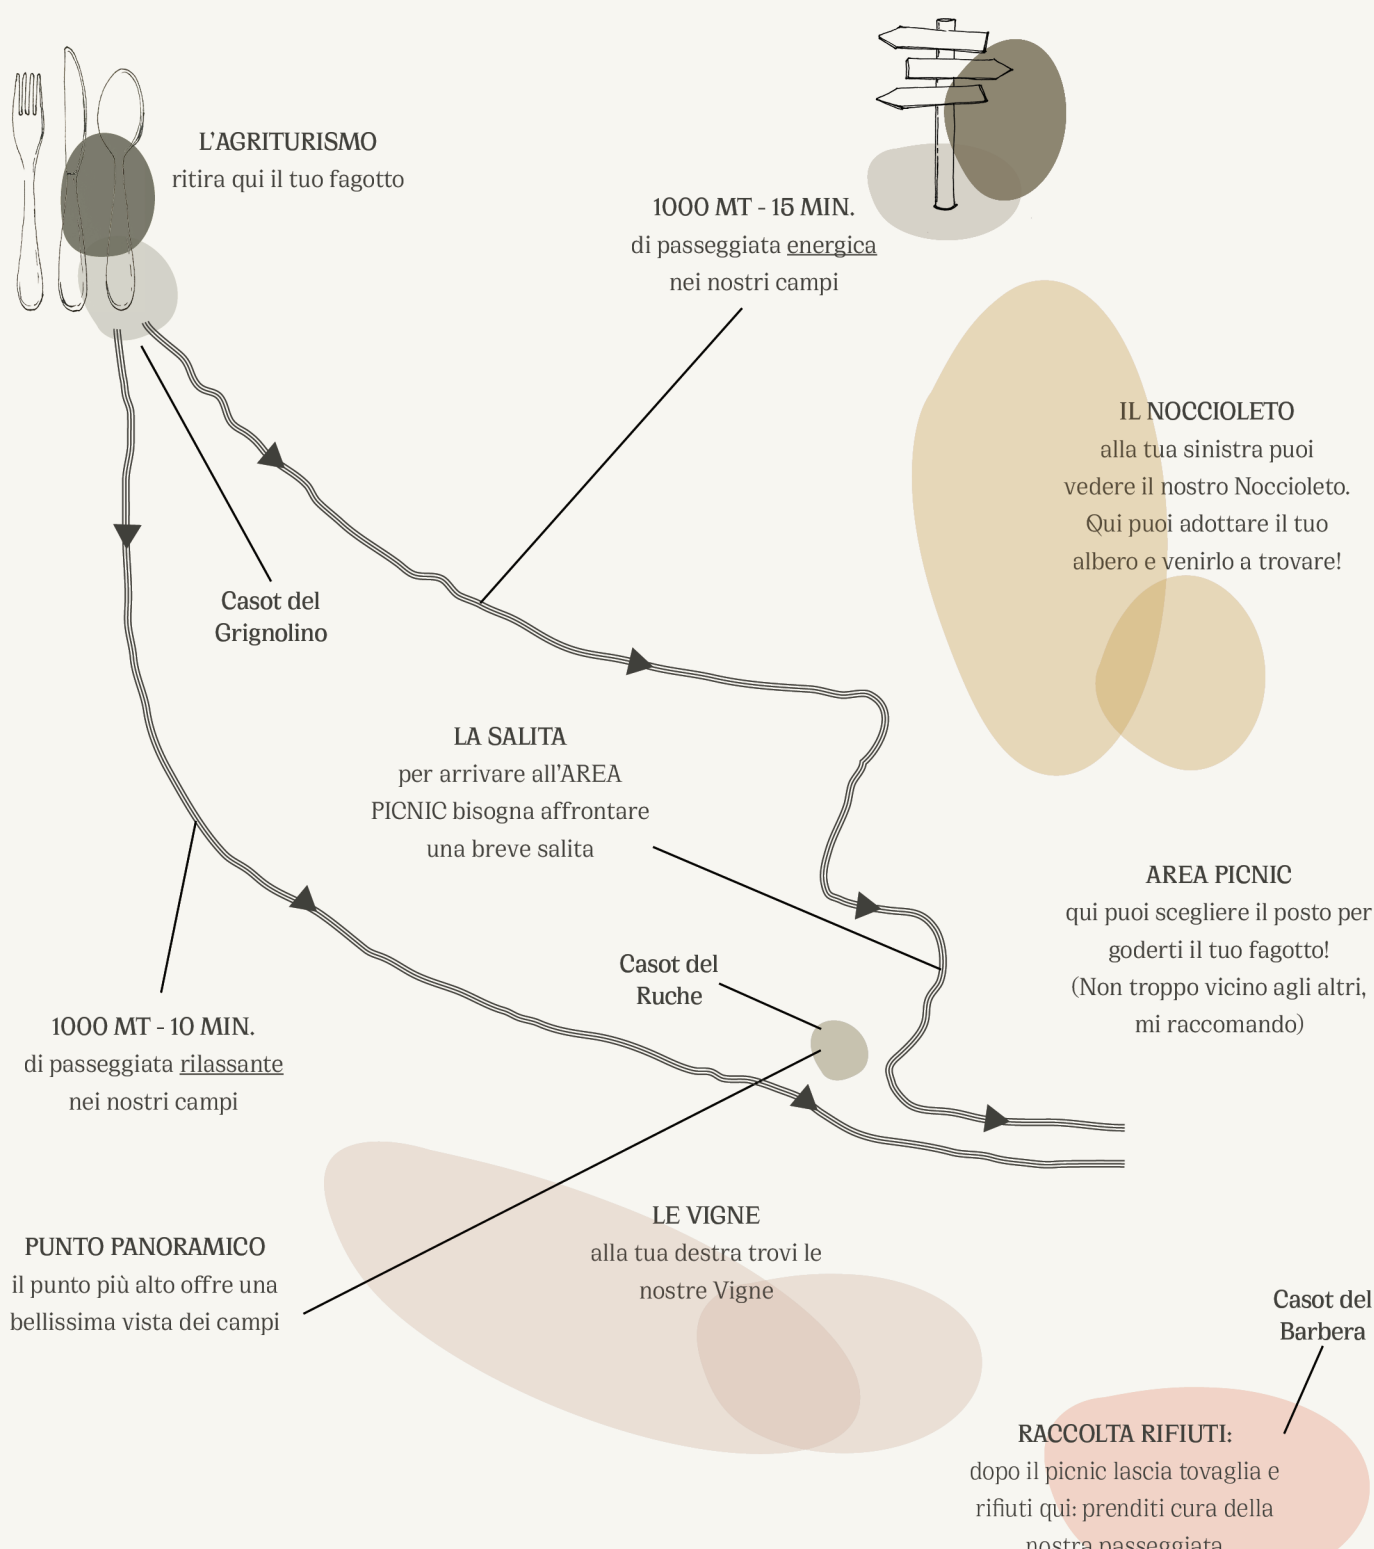 L'AGRITURISMO
ritira qui il tuo fagotto
1000 MT - 15 MIN.
di passeggiata energica
nei nostri campi
IL NOCCIOLETO
alla tua sinistra puoi
vedere il nostro Noccioleto.
Qui puoi adottare il tuo
albero e venirlo a trovare!
Casot del
Grignolino
LA SALITA
per arrivare all'AREA
PICNIC bisogna affrontare
una breve salita
AREA PICNIC
qui puoi scegliere il posto per
goderti il tuo fagotto!
(Non troppo vicino agli altri,
mi raccomando)
Casot del
Ruche
1000 MT - 10 MIN.
di passeggiata rilassante
nei nostri campi
LE VIGNE
alla tua destra trovi le
nostre Vigne
PUNTO PANORAMICO
il punto più alto offre una
bellissima vista dei campi
Casot del
Barbera
RACCOLTA RIFIUTI:
dopo il picnic lascia tovaglia e
rifiuti qui: prenditi cura della
nostra passeggiata